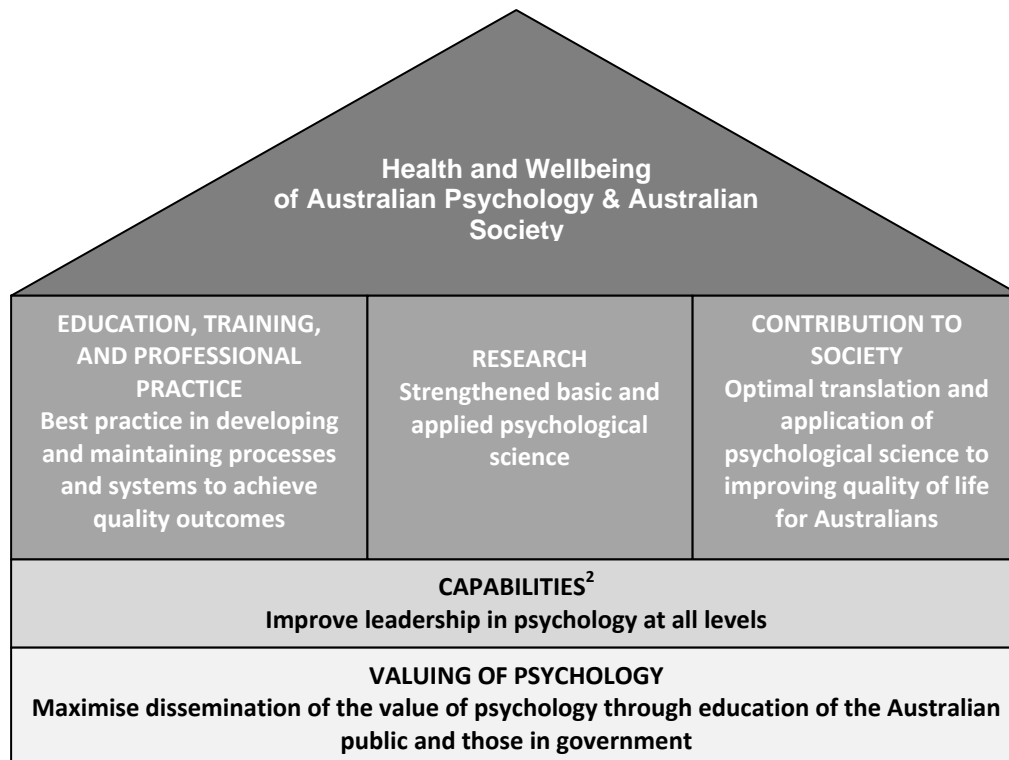 Health and Wellbeing
of Australian Psychology & Australian
Society
EDUCATION, TRAINING,
AND PROFESSIONAL
PRACTICE
Best practice in developing
and maintaining processes
and systems to achieve
quality outcomes
RESEARCH
Strengthened basic and
applied psychological
science
CONTRIBUTION TO
SOCIETY
Optimal translation and
application of
psychological science to
improving quality of life
for Australians
CAPABILITIES²
Improve leadership in psychology at all levels
VALUING OF PSYCHOLOGY
Maximise dissemination of the value of psychology through education of the Australian
public and those in government